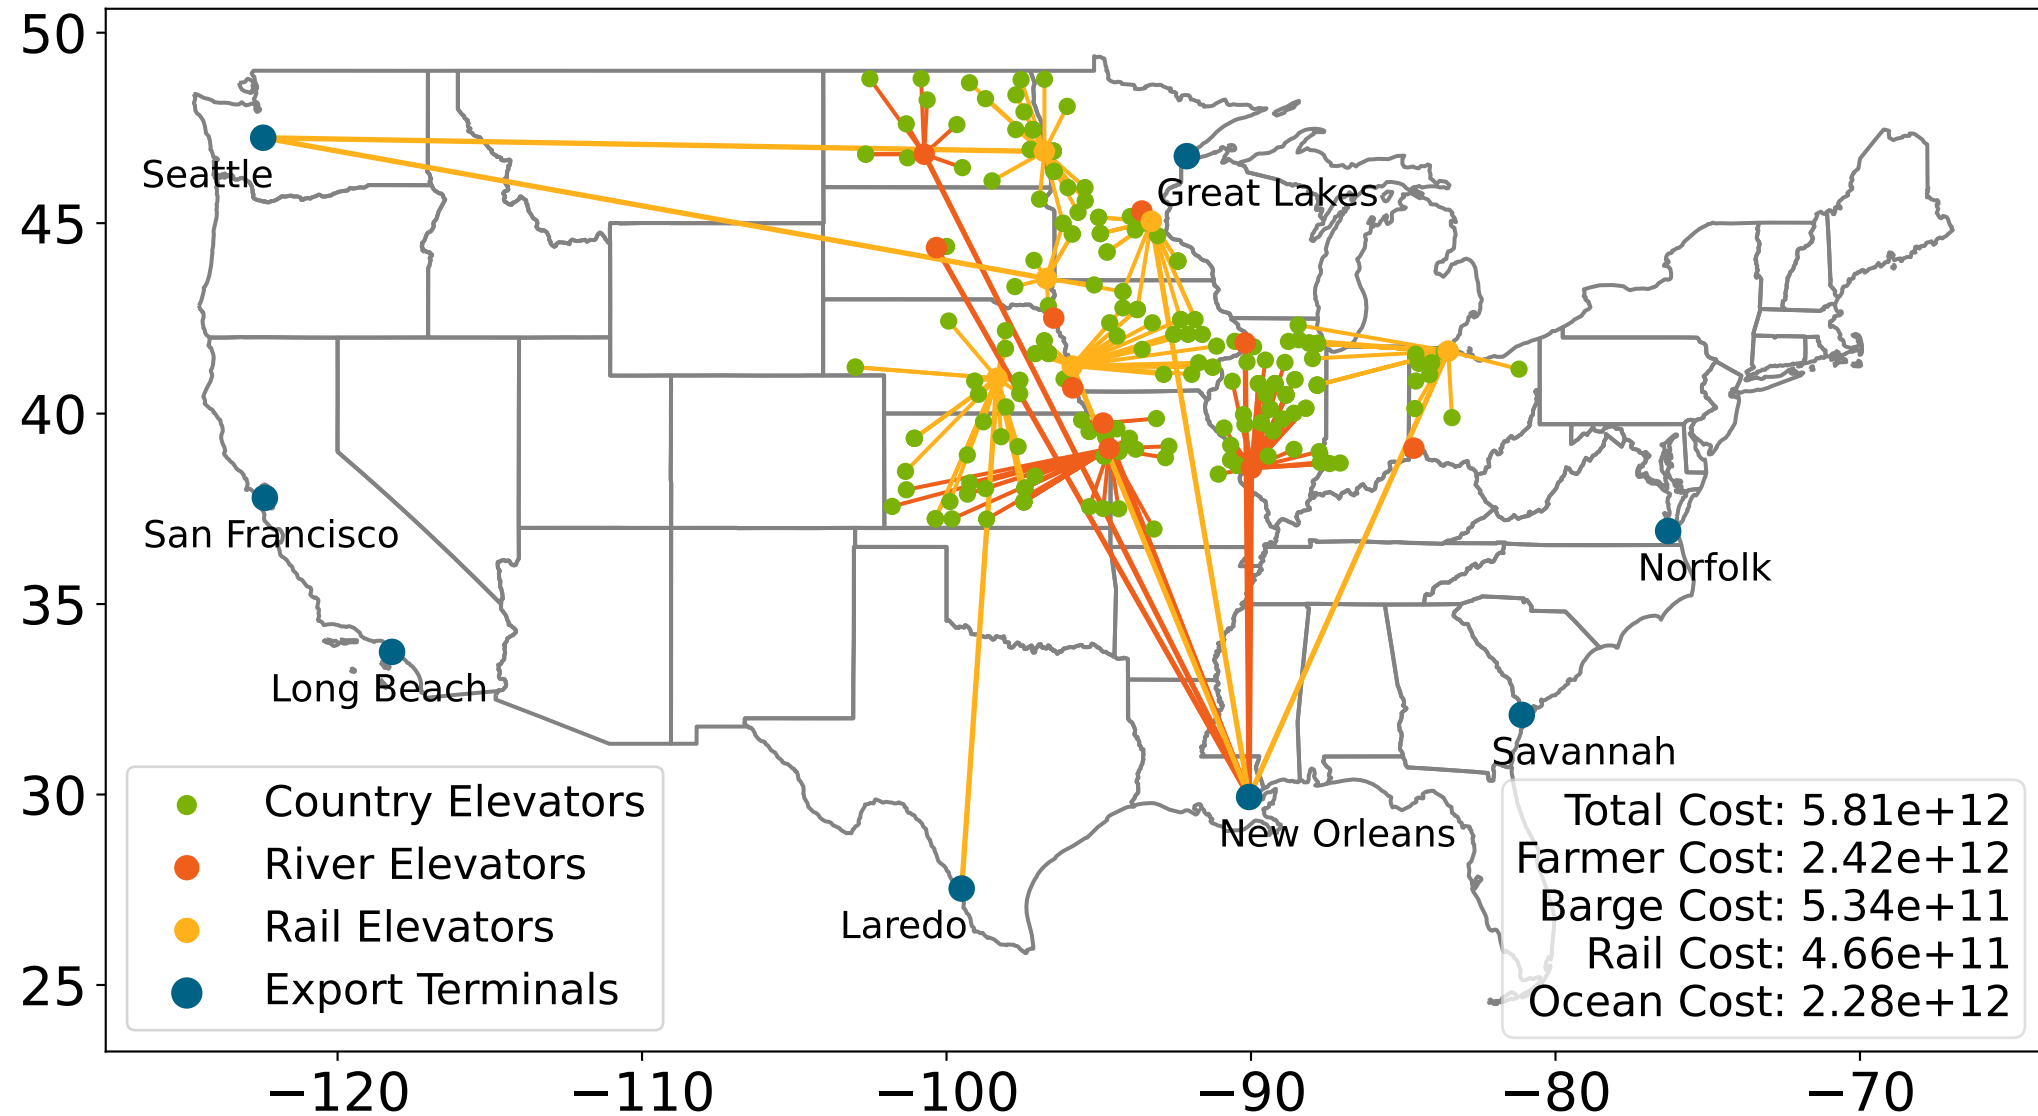 50
45
40
35
30
25
Seattle
Great Lakes
San Francisco
Norfolk
Long Beach
Savannah
New Orleans
Laredo
Country Elevators
River Elevators
Rail Elevators
Export Terminals
Total Cost: 5.81e+12
Farmer Cost: 2.42e+12
Barge Cost: 5.34e+11
Rail Cost: 4.66e+11
Ocean Cost: 2.28e+12
−120 −110 −100 −90 −80 −70